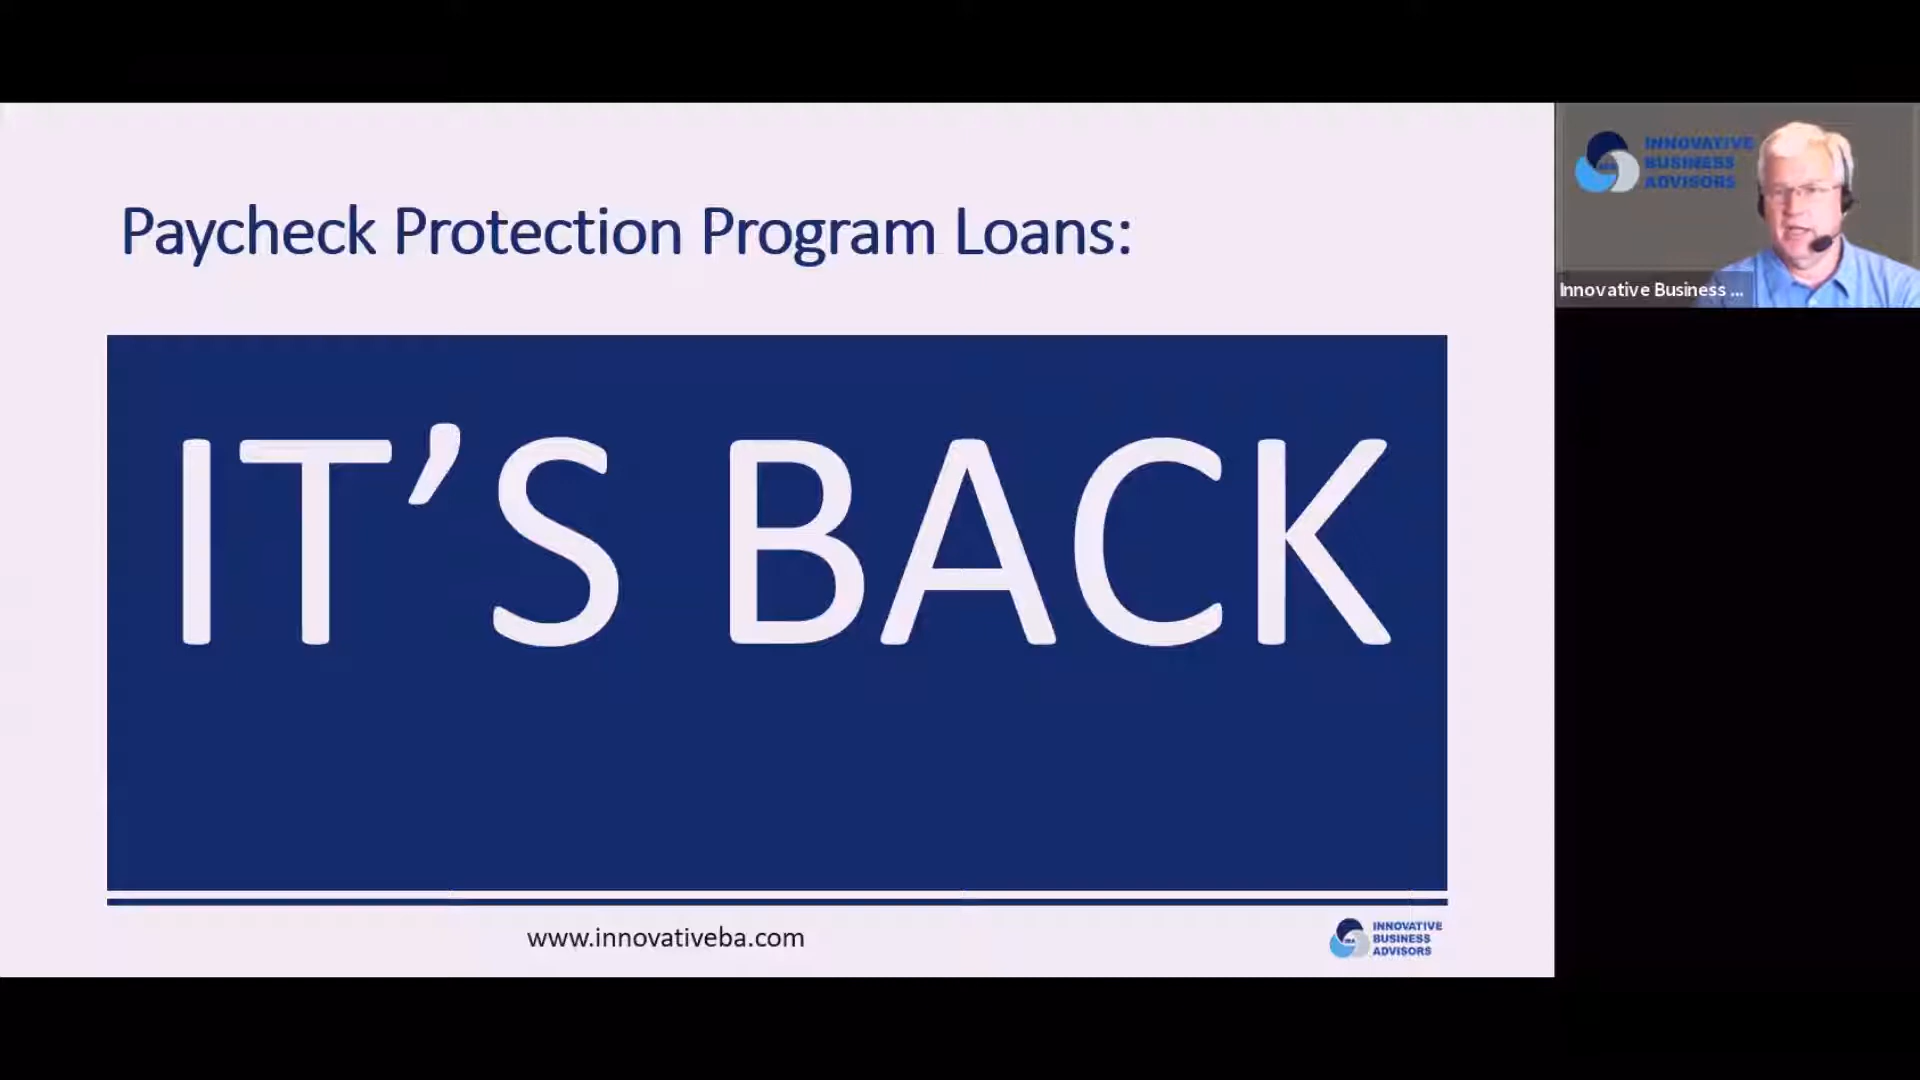 Paycheck Protection Program Loans:
IT’S BACK
www.innovativeba.com
INNOVATIVE
BUSINESS
ADVISORS
INNOVATIVE
BUSINESS
ADVISORS
Innovative Business ...